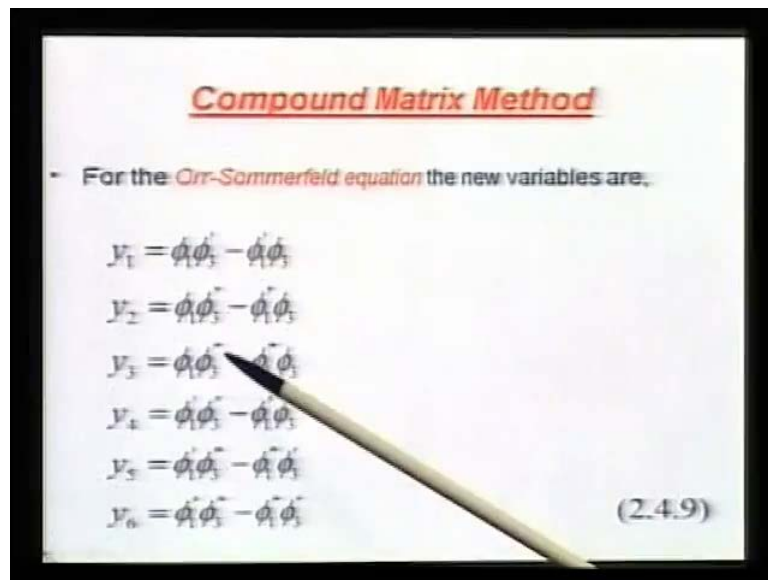 Compound Matrix Method
- For the Orr-Sommerfeld equation the new variables are,
y₁ = ϕ₁ϕ₃' − ϕ₁'ϕ₃
y₂ = ϕ₁ϕ₃'' − ϕ₁''ϕ₃
y₃ = ϕ₁ϕ₃''' − ϕ₁'''ϕ₃
y₄ = ϕ₁'ϕ₃'' − ϕ₁''ϕ₃'
y₅ = ϕ₁'ϕ₃''' − ϕ₁'''ϕ₃'
y₆ = ϕ₁''ϕ₃''' − ϕ₁'''ϕ₃'' (2.4.9)